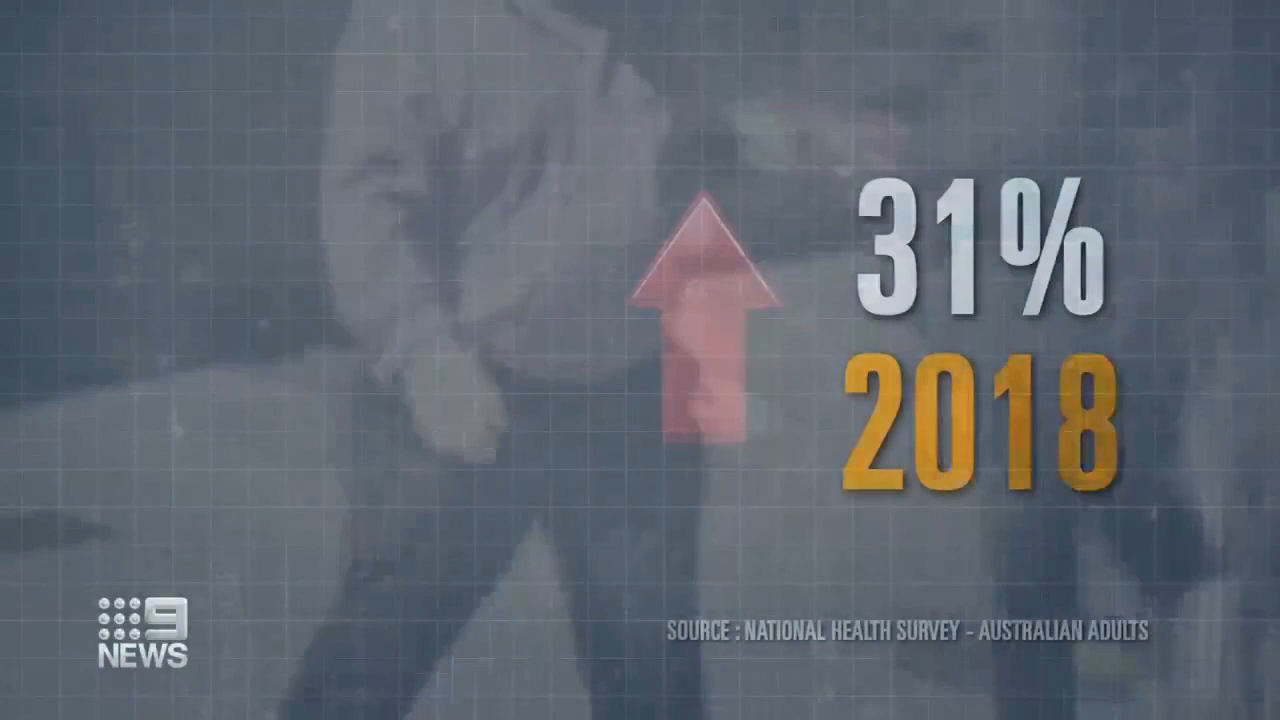 31%
2018
SOURCE : NATIONAL HEALTH SURVEY - AUSTRALIAN ADULTS
9
NEWS